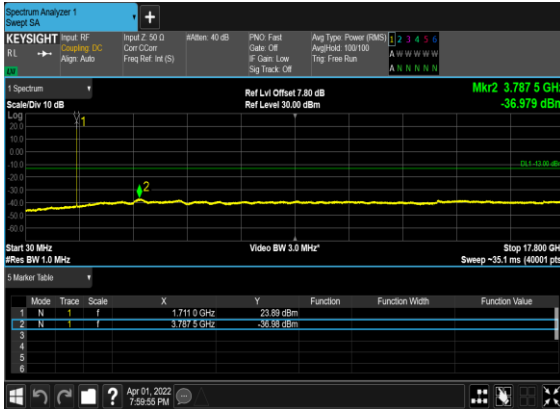 Spectrum Analyzer 1
Swept SA
+
KEYSIGHT Input: RF Input Z: 50 Ω #Atten: 40 dB PNO: Fast Avg Type: Power (RMS) 1 2 3 4 5 6
RL Coupling: DC Corr CCorr Gate: Off Avg|Hold: 100/100 A W W W W W
Align: Auto Freq Ref: Int (S) IF Gain: Low Trig: Free Run
Sig Track: Off A N N N N N
1 Spectrum
Mkr2 3.787 5 GHz
Ref Lvl Offset 7.80 dB
Scale/Div 10 dB Ref Level 30.00 dBm -36.979 dBm
Log
1
20.0
10.0
0.00
-10.0
DL1 -13.00 dBm
-20.0
-30.0
2
-40.0
-50.0
-60.0
Start 30 MHz Video BW 3.0 MHz* Stop 17.800 GHz
#Res BW 1.0 MHz Sweep ~35.1 ms (40001 pts)
5 Marker Table
Mode Trace Scale X Y Function Function Width Function Value
1 N 1 f 1.711 0 GHz 23.89 dBm
2 N 1 f 3.787 5 GHz -36.98 dBm
3
4
5
6
? Apr 01, 2022
7:59:55 PM